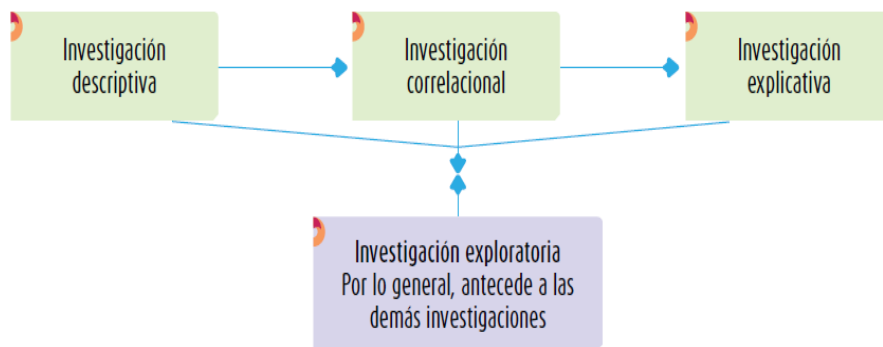 Investigación
descriptiva
Investigación
correlacional
Investigación
explicativa
Investigación exploratoria
Por lo general, antecede a las
demás investigaciones